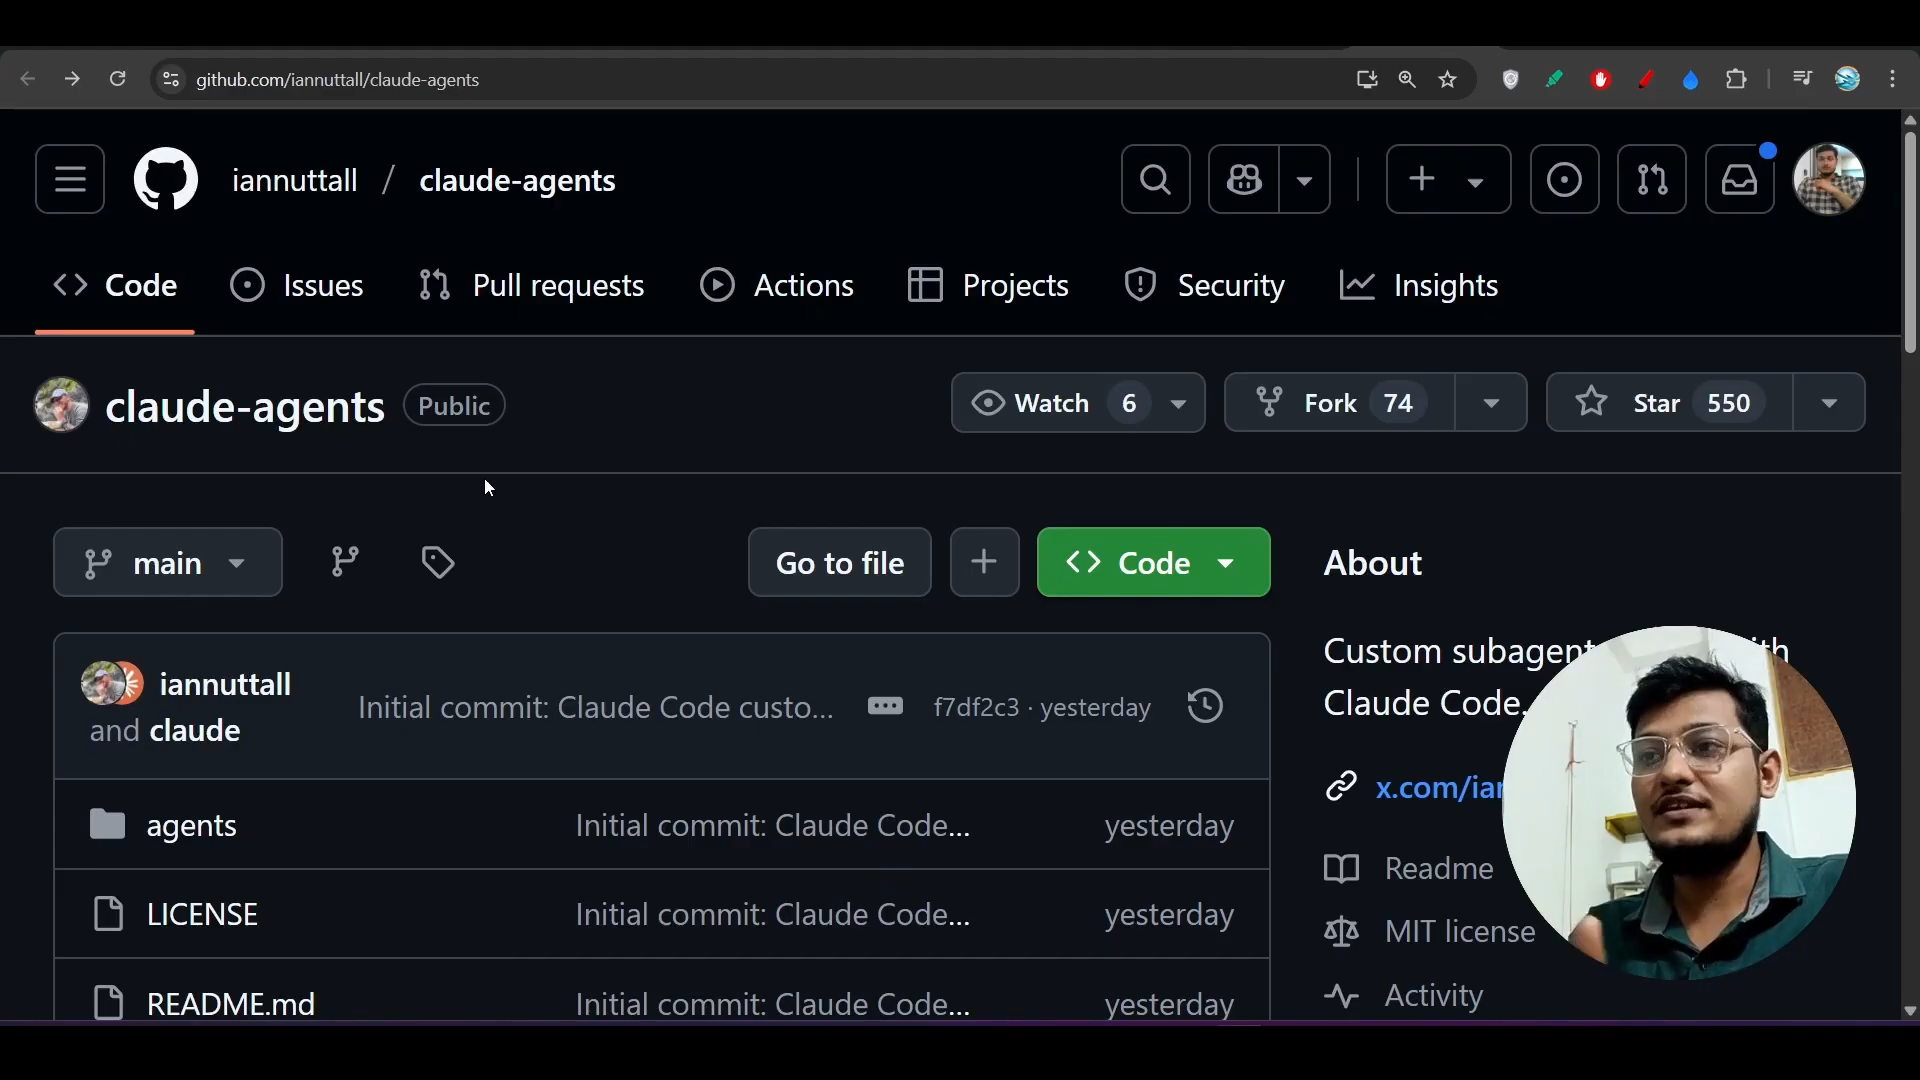 github.com/iannuttall/claude-agents
iannuttall / claude-agents
Code Issues Pull requests Actions Projects Security Insights
claude-agents Public Watch 6 Fork 74 Star 550
main Go to file Code About
Custom subagent
Claude Code.
iannuttall
and claude Initial commit: Claude Code custo... f7df2c3 · yesterday
x.com/ian
agents Initial commit: Claude Code... yesterday
Readme
LICENSE Initial commit: Claude Code... yesterday
MIT license
README.md Initial commit: Claude Code... yesterday
Activity